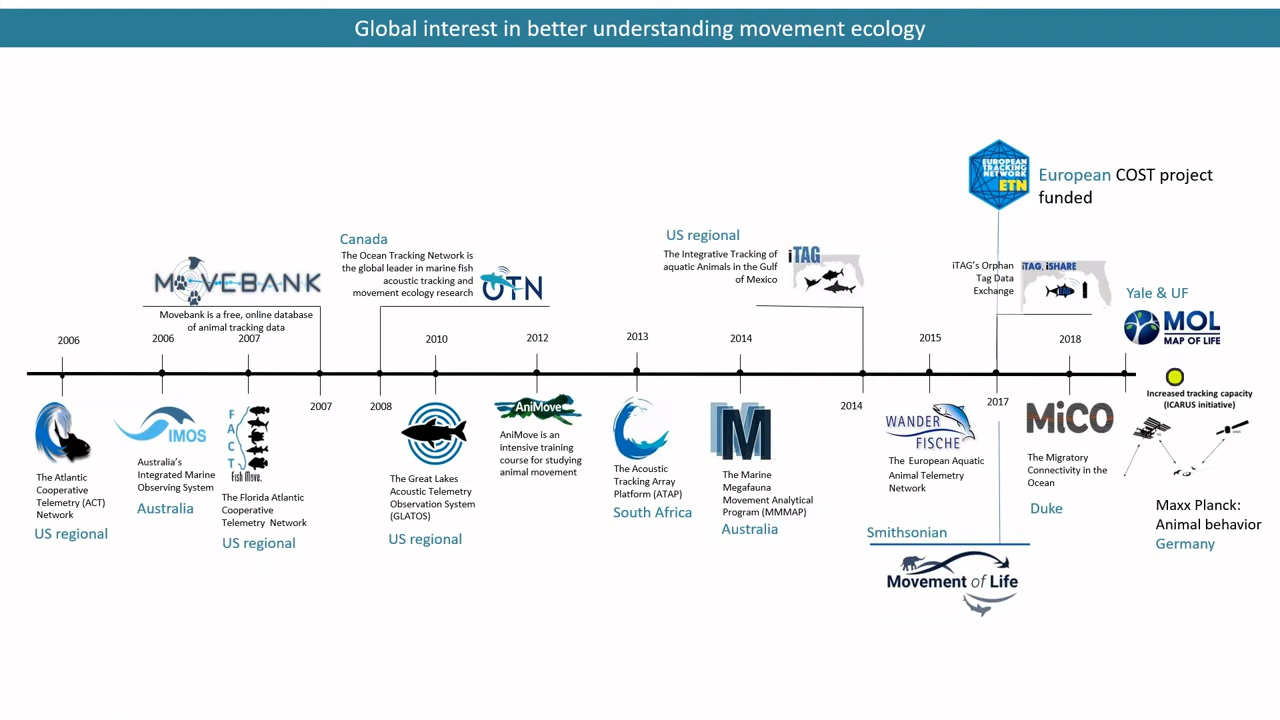 Global interest in better understanding movement ecology
EUROPEAN
TRACKING
NETWORK
ETN
European COST project
funded
MOVEBANK
Movebank is a free, online database
of animal tracking data
Canada
The Ocean Tracking Network is
the global leader in marine fish
acoustic tracking and
movement ecology research
OTN
US regional
The Integrative Tracking of
aquatic Animals in the Gulf
of Mexico
iTAG
iTAG's Orphan
Tag Data
Exchange
iTAG, iSHARE
Yale & UF
MOL
MAP OF LIFE
2006
2006
2007
2010
2012
2013
2014
2015
2018
2007
2008
2014
2017
The Atlantic
Cooperative
Telemetry (ACT)
Network
US regional
IMOS
Australia's
Integrated Marine
Observing System
Australia
F
A
C
T
Fish Move.
The Florida Atlantic
Cooperative
Telemetry Network
US regional
The Great Lakes
Acoustic Telemetry
Observation System
(GLATOS)
US regional
AniMove
AniMove is an
intensive training
course for studying
animal movement
The Acoustic
Tracking Array
Platform (ATAP)
South Africa
M
The Marine
Megafauna
Movement Analytical
Program (MMMAP)
Australia
WANDER
FISCHE
The European Aquatic
Animal Telemetry
Network
Smithsonian
Movement of Life
MiCO
The Migratory
Connectivity in the
Ocean
Duke
Increased tracking capacity
(ICARUS initiative)
Maxx Planck:
Animal behavior
Germany